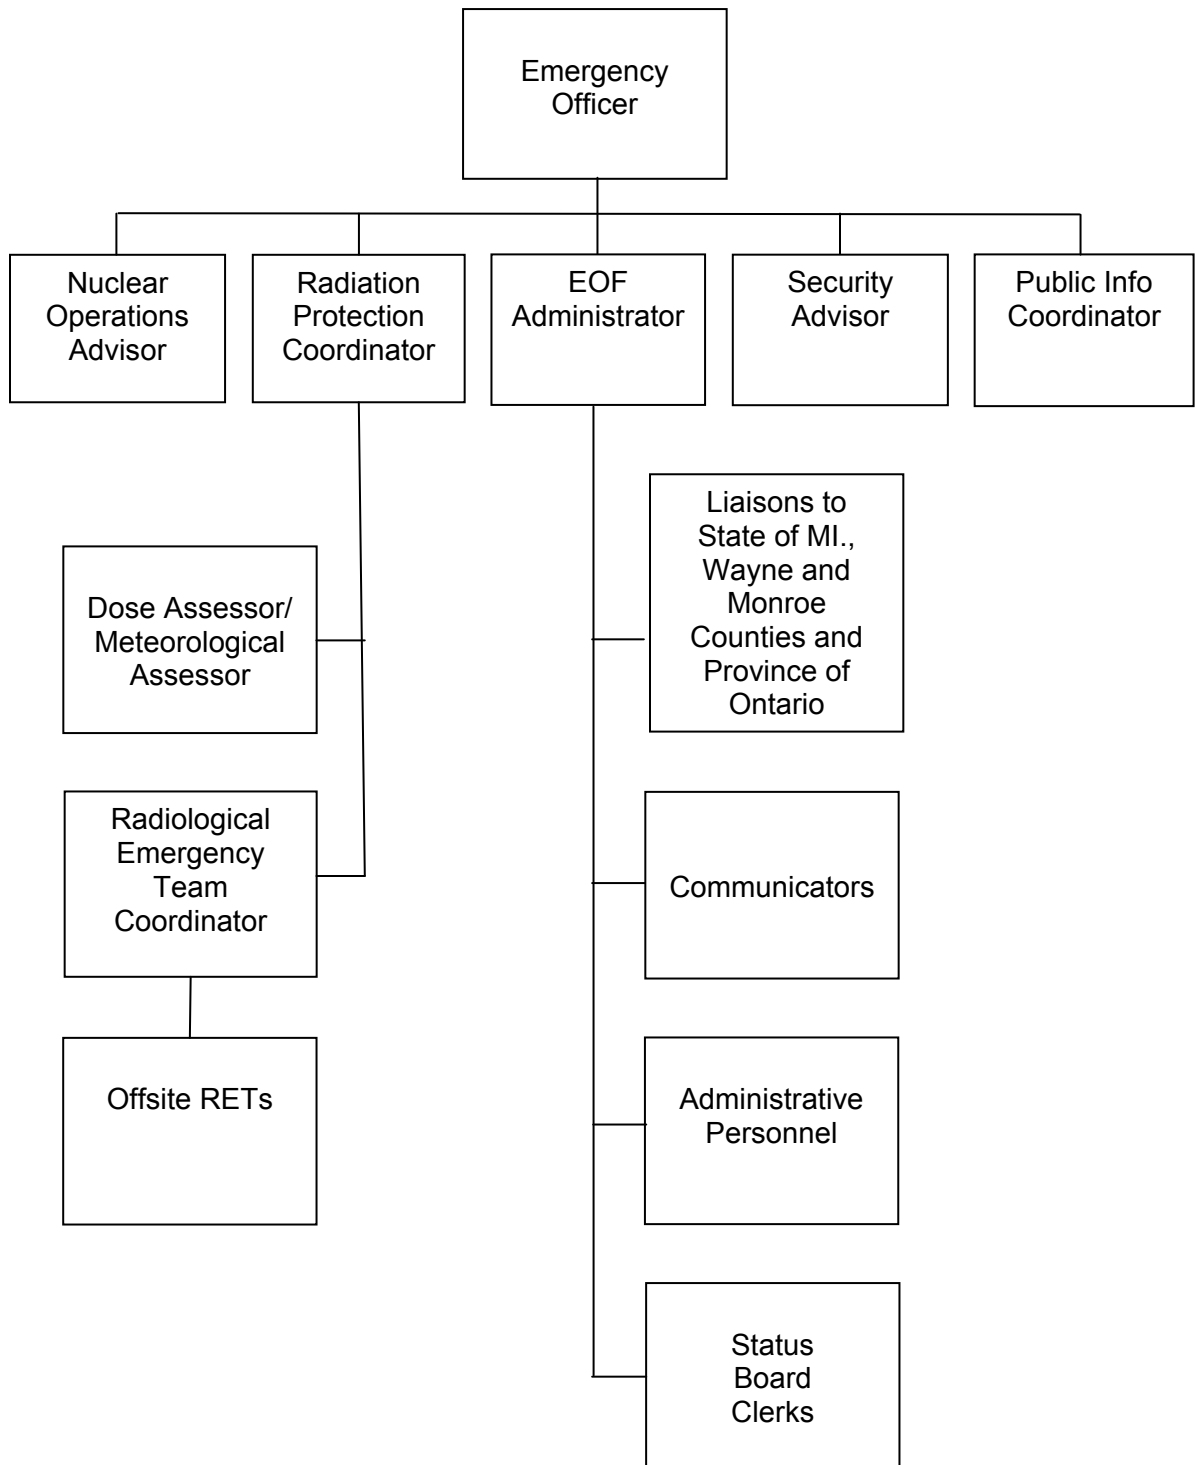 Emergency
Officer
Nuclear
Operations
Advisor
Radiation
Protection
Coordinator
EOF
Administrator
Security
Advisor
Public Info
Coordinator
Liaisons to
State of MI.,
Wayne and
Monroe
Counties and
Province of
Ontario
Dose Assessor/
Meteorological
Assessor
Radiological
Emergency
Team
Coordinator
Communicators
Offsite RETs
Administrative
Personnel
Status
Board
Clerks